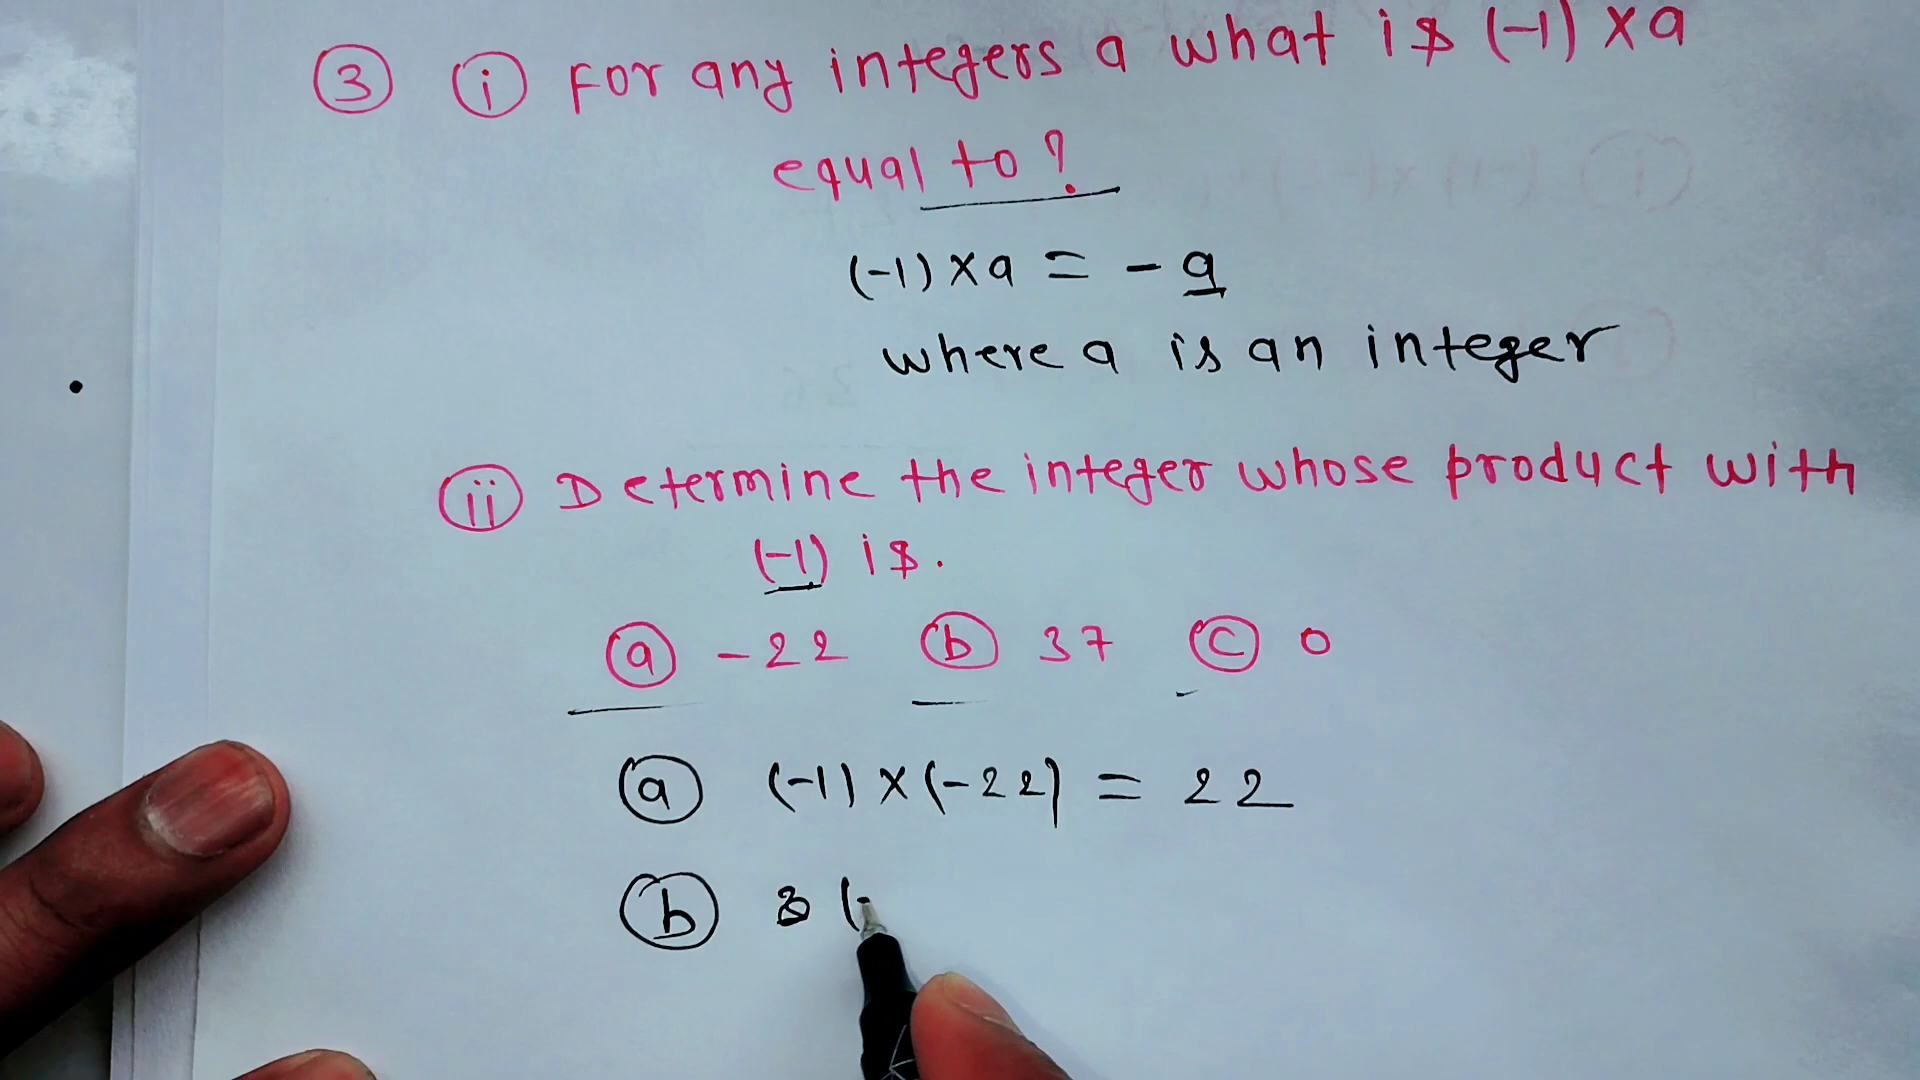 3 i For any integers a what is (-1) × a
equal to?
(-1) × a = - a
where a is an integer
ii Determine the integer whose product with
(-1) is.
a -22 b 37 c 0
a (-1) × (-22) = 22
b (-